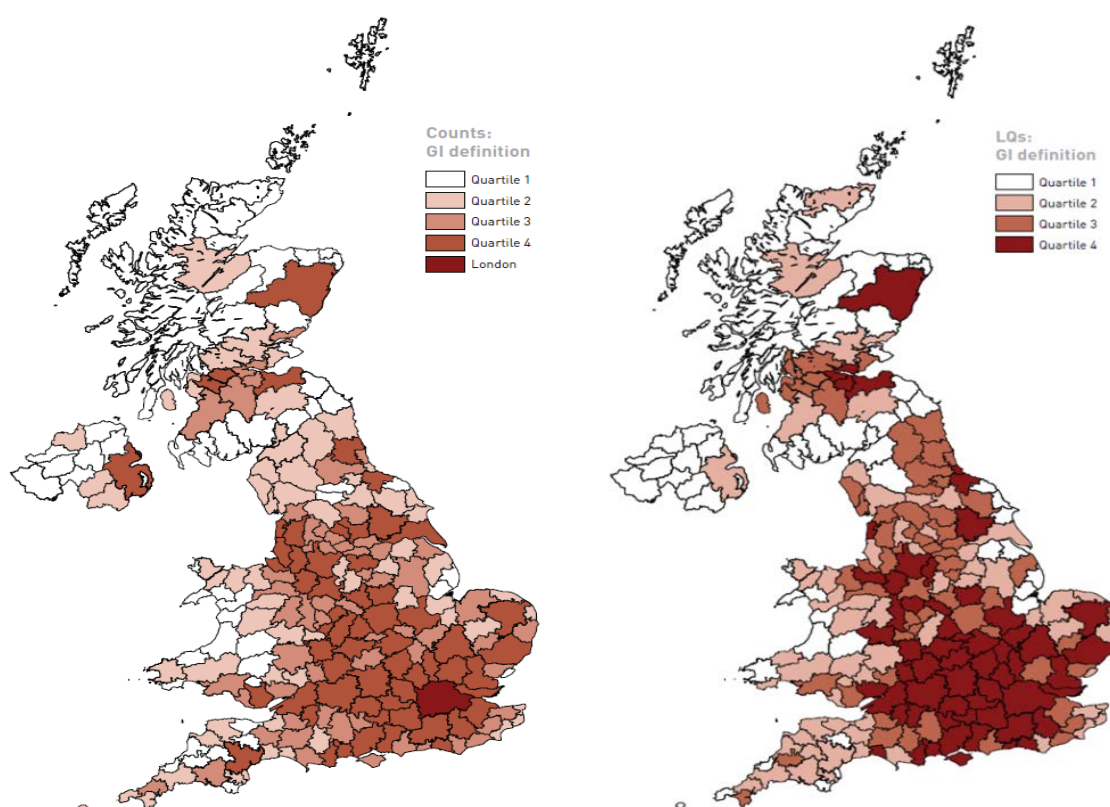 Counts:
GI definition
Quartile 1
Quartile 2
Quartile 3
Quartile 4
London
LQs:
GI definition
Quartile 1
Quartile 2
Quartile 3
Quartile 4